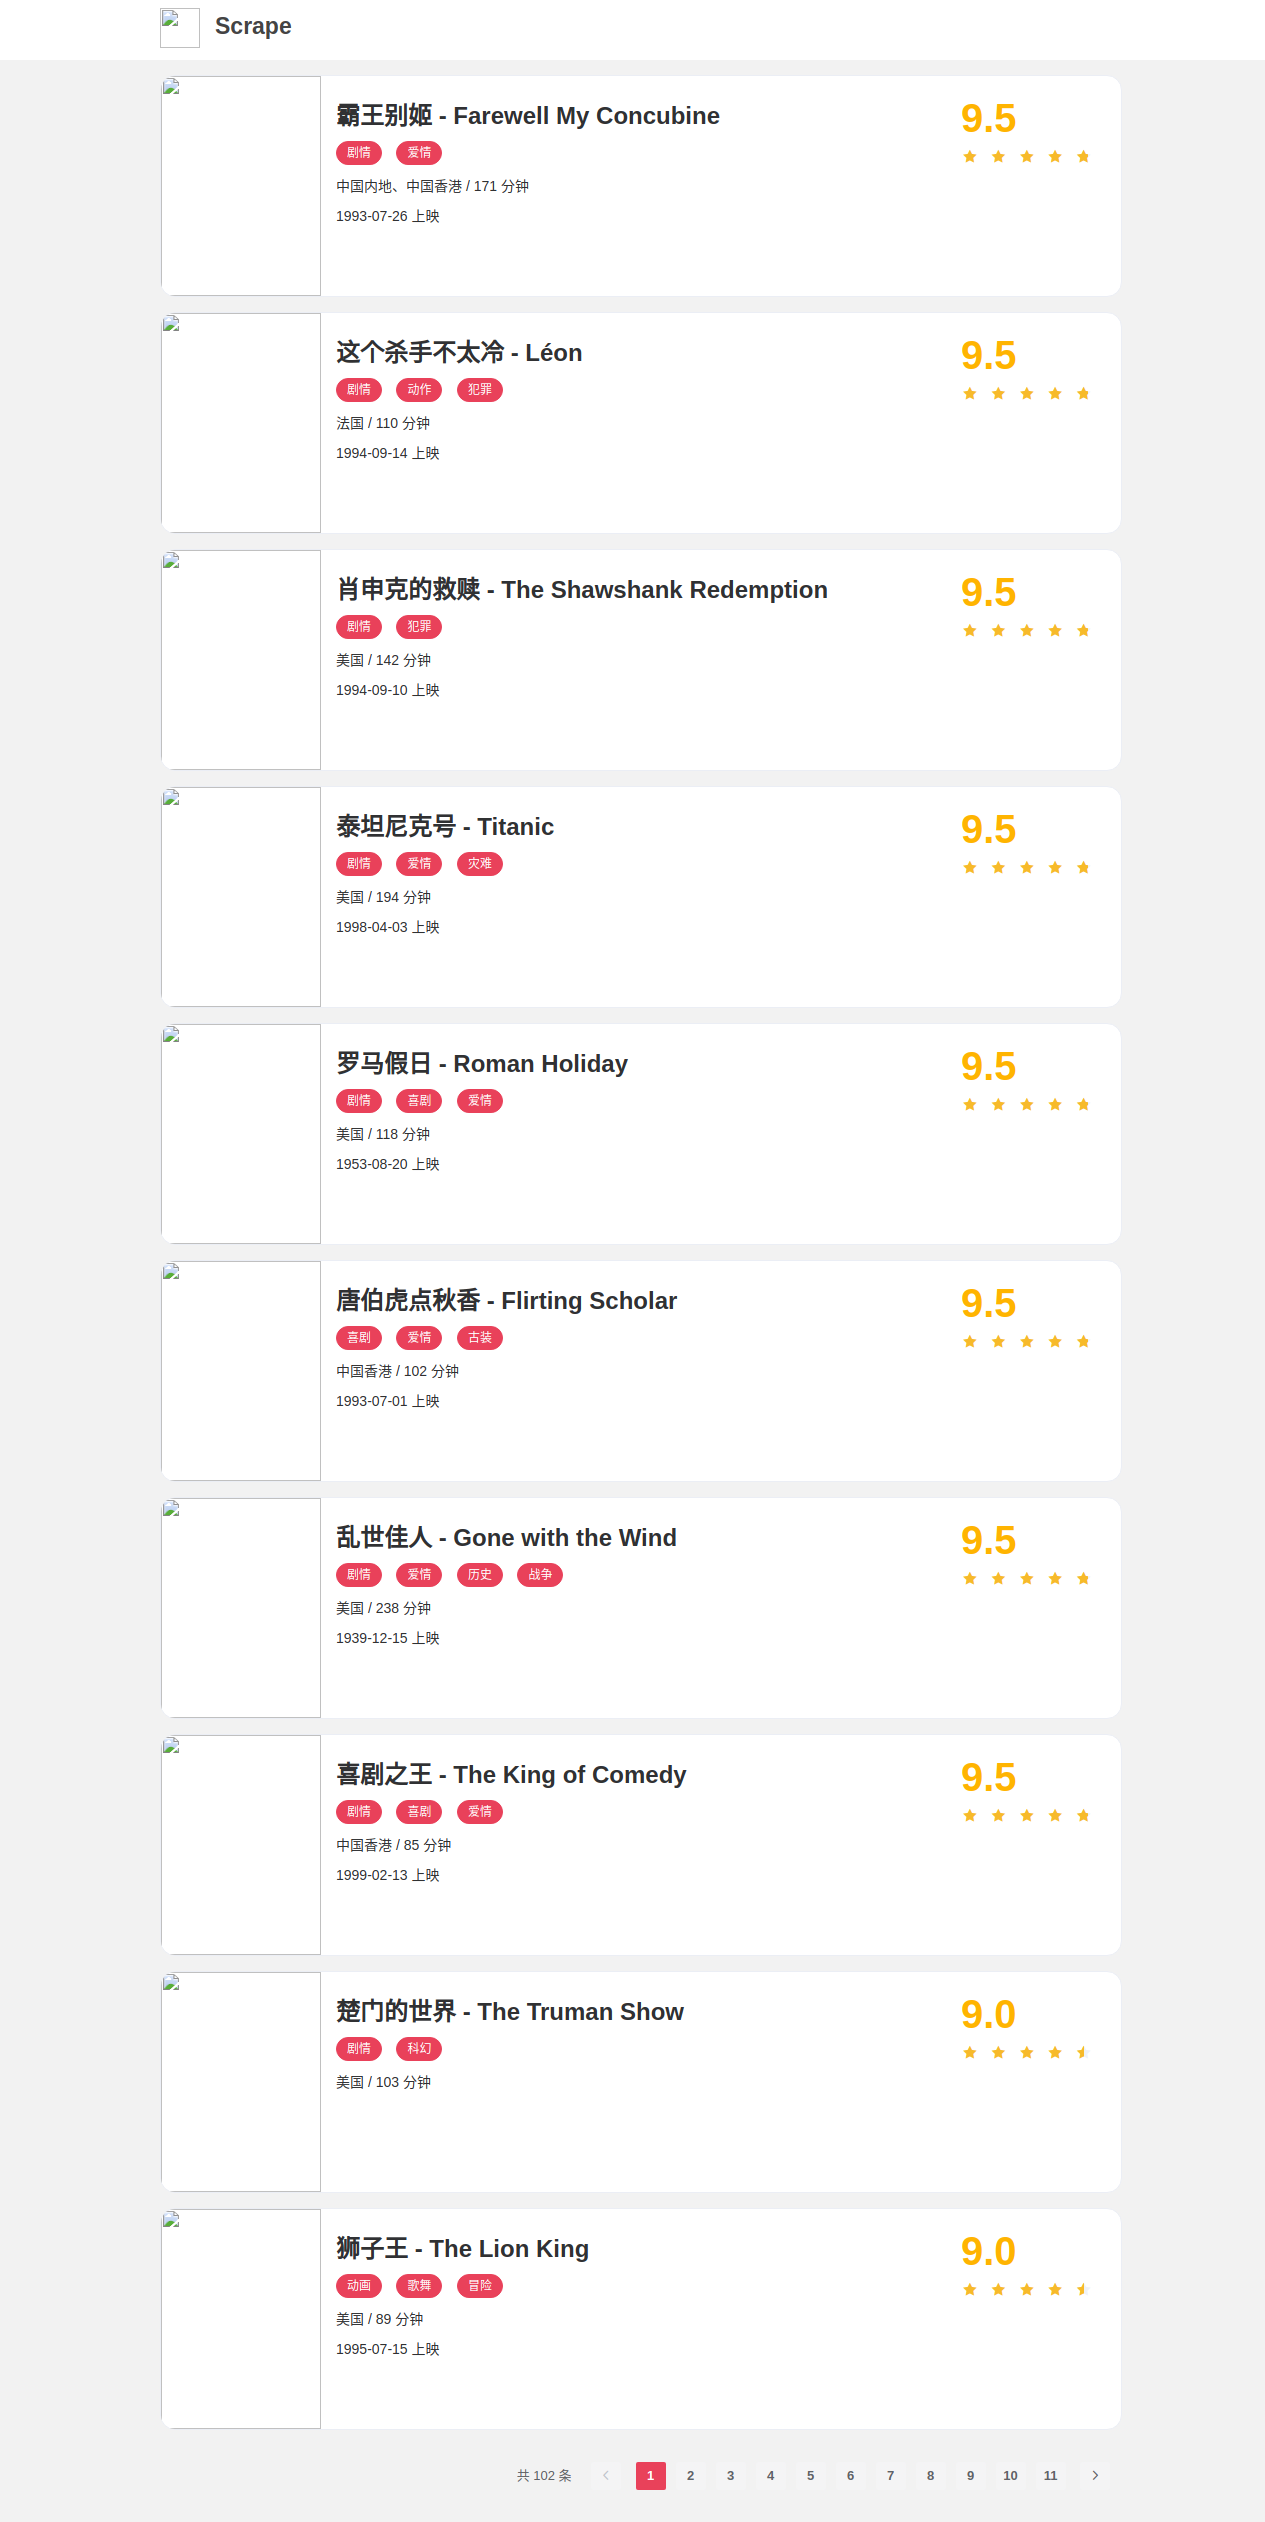 Scrape
霸王别姬 - Farewell My Concubine
9.5
剧情 爱情
中国内地、中国香港 / 171 分钟
1993-07-26 上映
这个杀手不太冷 - Léon
9.5
剧情 动作 犯罪
法国 / 110 分钟
1994-09-14 上映
肖申克的救赎 - The Shawshank Redemption
9.5
剧情 犯罪
美国 / 142 分钟
1994-09-10 上映
泰坦尼克号 - Titanic
9.5
剧情 爱情 灾难
美国 / 194 分钟
1998-04-03 上映
罗马假日 - Roman Holiday
9.5
剧情 喜剧 爱情
美国 / 118 分钟
1953-08-20 上映
唐伯虎点秋香 - Flirting Scholar
9.5
喜剧 爱情 古装
中国香港 / 102 分钟
1993-07-01 上映
乱世佳人 - Gone with the Wind
9.5
剧情 爱情 历史 战争
美国 / 238 分钟
1939-12-15 上映
喜剧之王 - The King of Comedy
9.5
剧情 喜剧 爱情
中国香港 / 85 分钟
1999-02-13 上映
楚门的世界 - The Truman Show
9.0
剧情 科幻
美国 / 103 分钟
狮子王 - The Lion King
9.0
动画 歌舞 冒险
美国 / 89 分钟
1995-07-15 上映
共 102 条 1 2 3 4 5 6 7 8 9 10 11